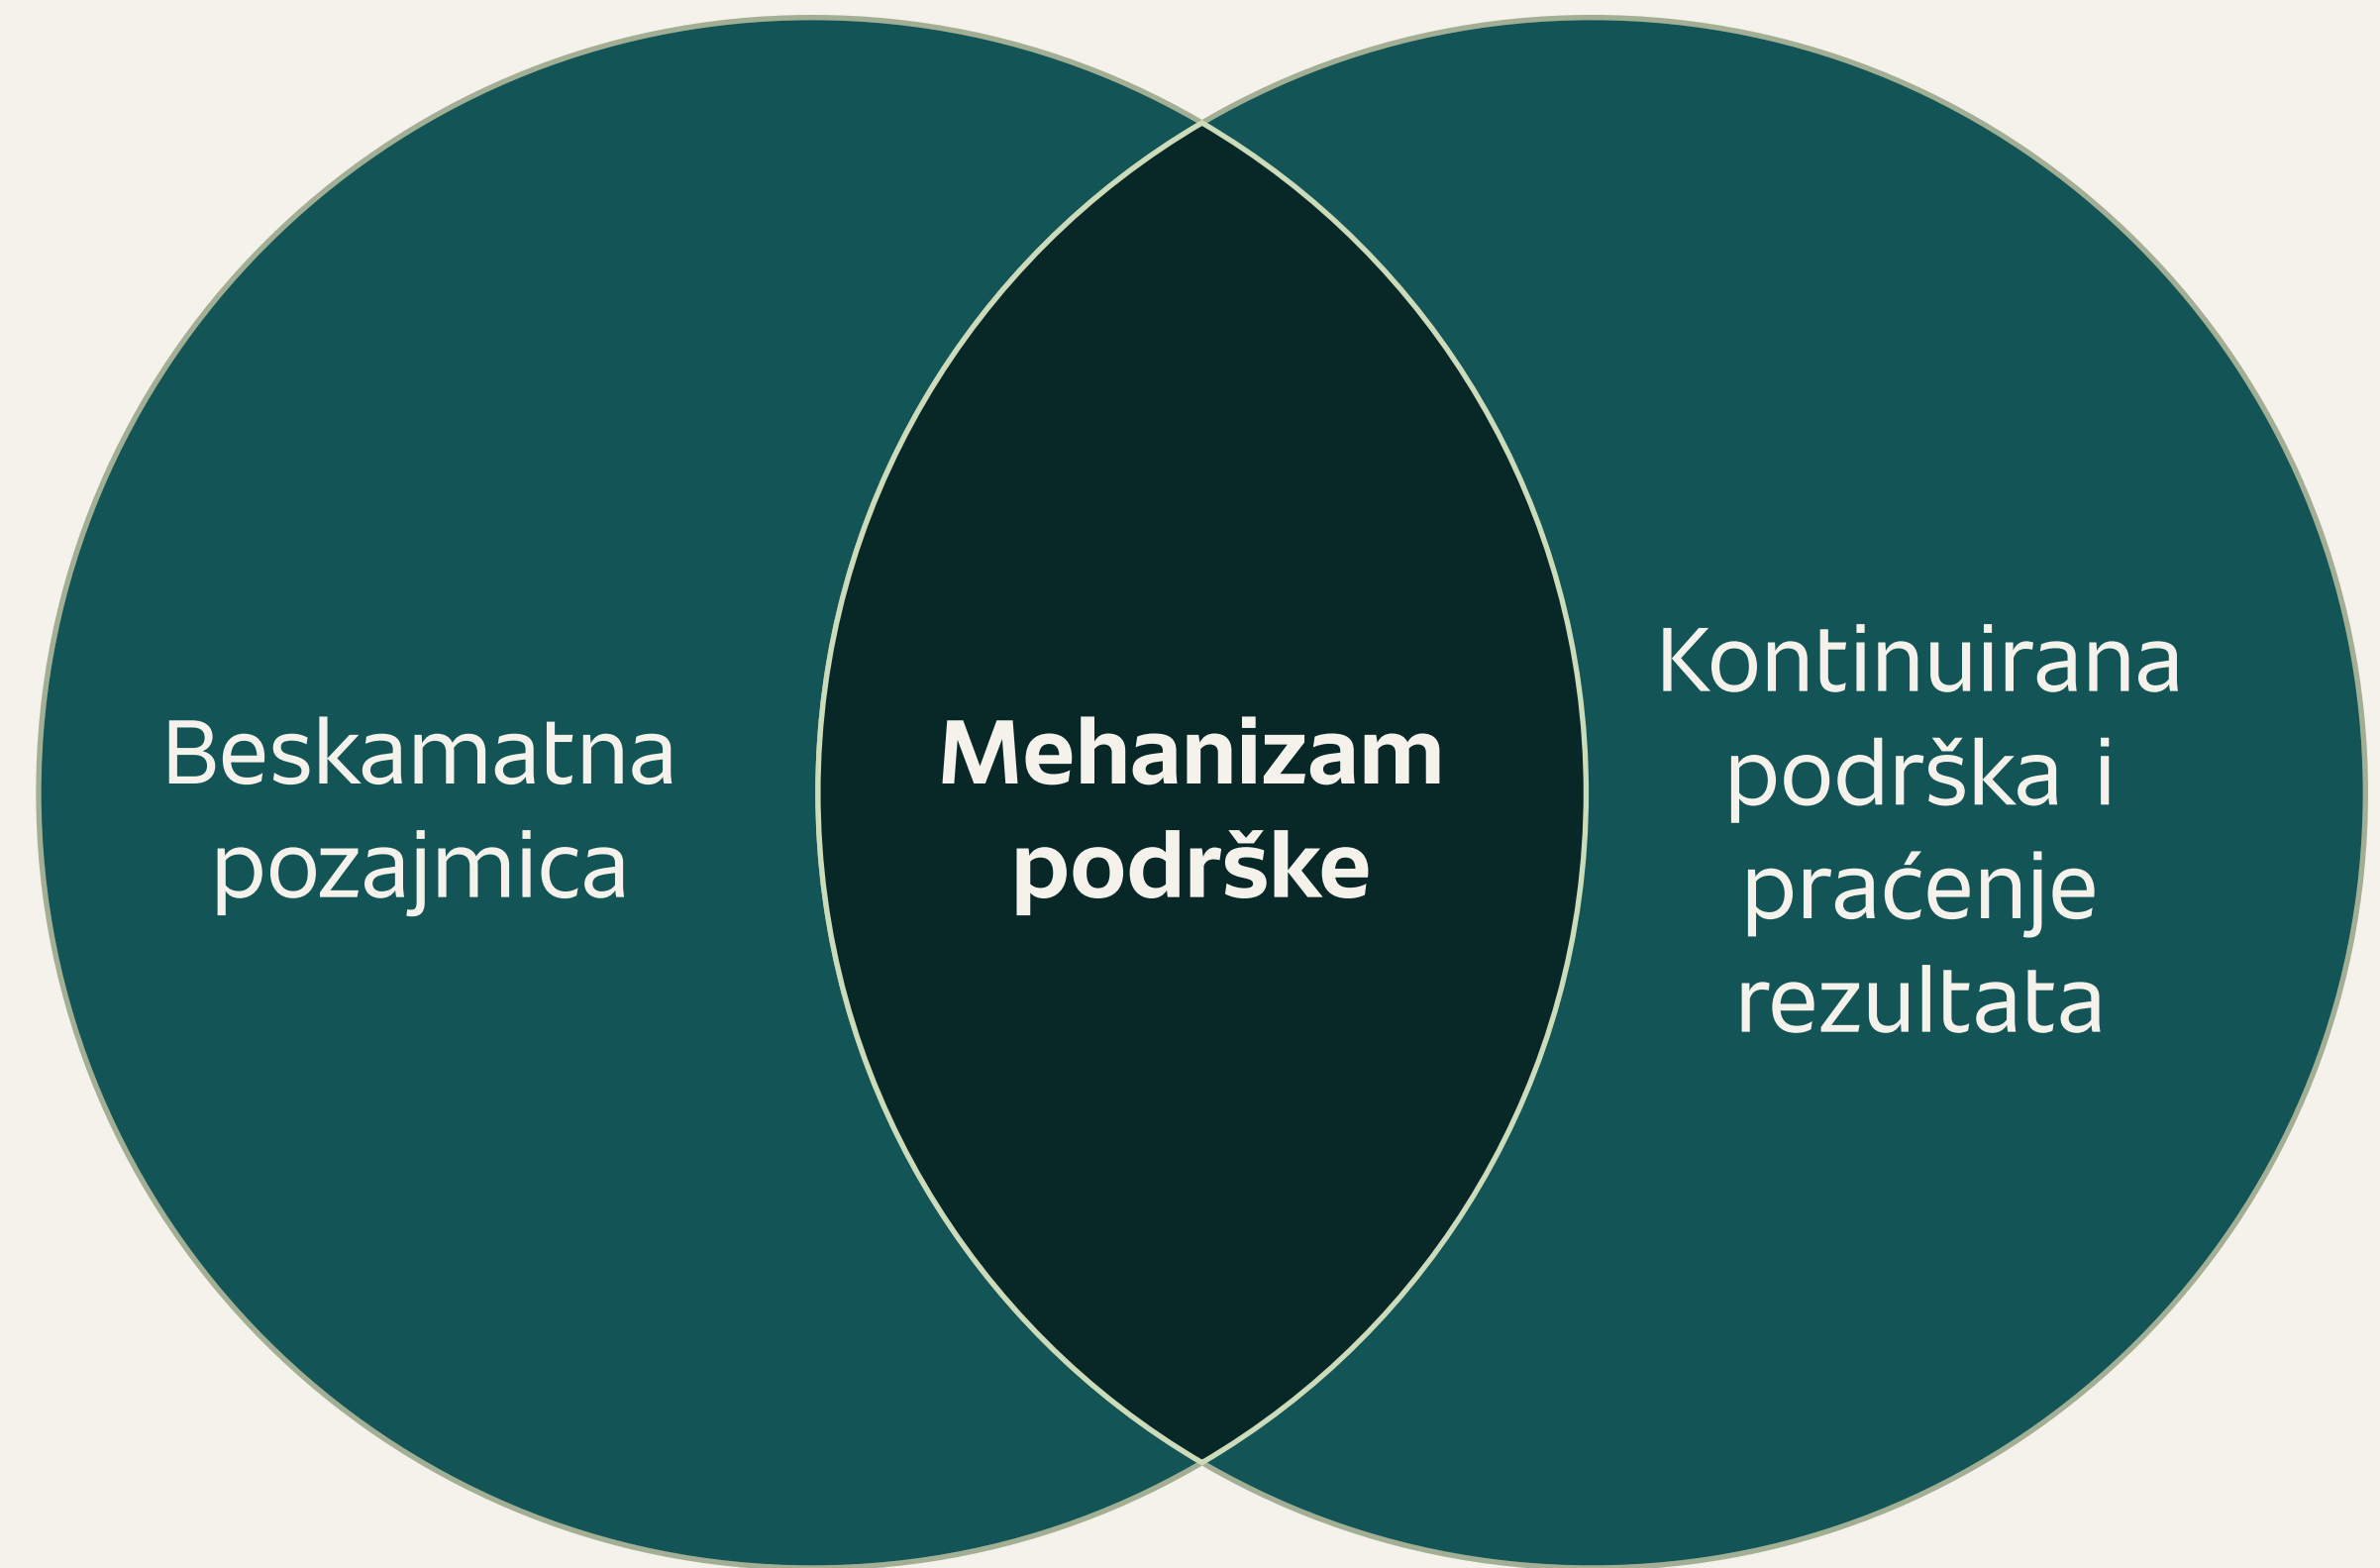 Beskamatna
pozajmica
Mehanizam
podrške
Kontinuirana
podrška i
praćenje
rezultata